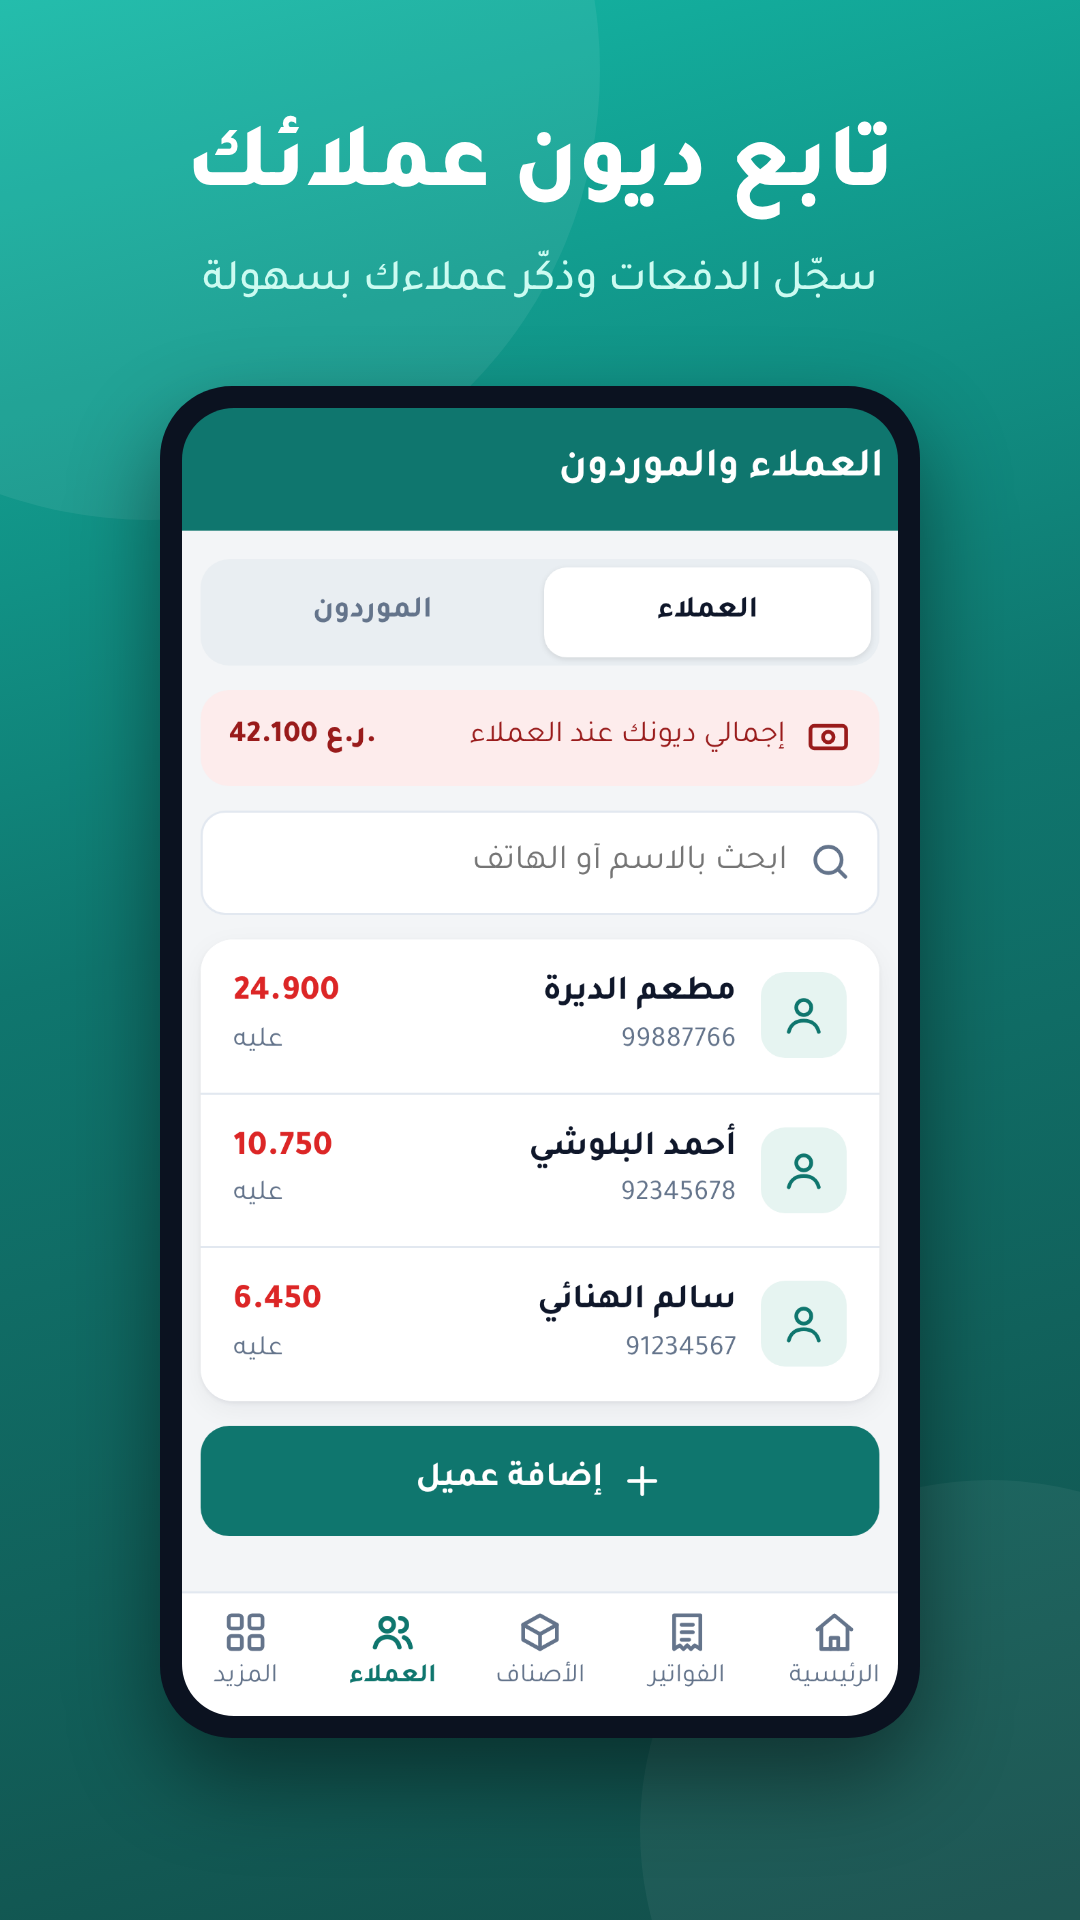 تابع ديون عملائك
سجّل الدفعات وذكّر عملاءك بسهولة
العملاء والموردون
العملاء
الموردون
إجمالي ديونك عند العملاء
42.100 ر.ع.
ابحث بالاسم أو الهاتف
مطعم الديرة
24.900
99887766
عليه
أحمد البلوشي
10.750
92345678
عليه
سالم الهنائي
6.450
91234567
عليه
إضافة عميل
الرئيسية
الفواتير
الأصناف
العملاء
المزيد